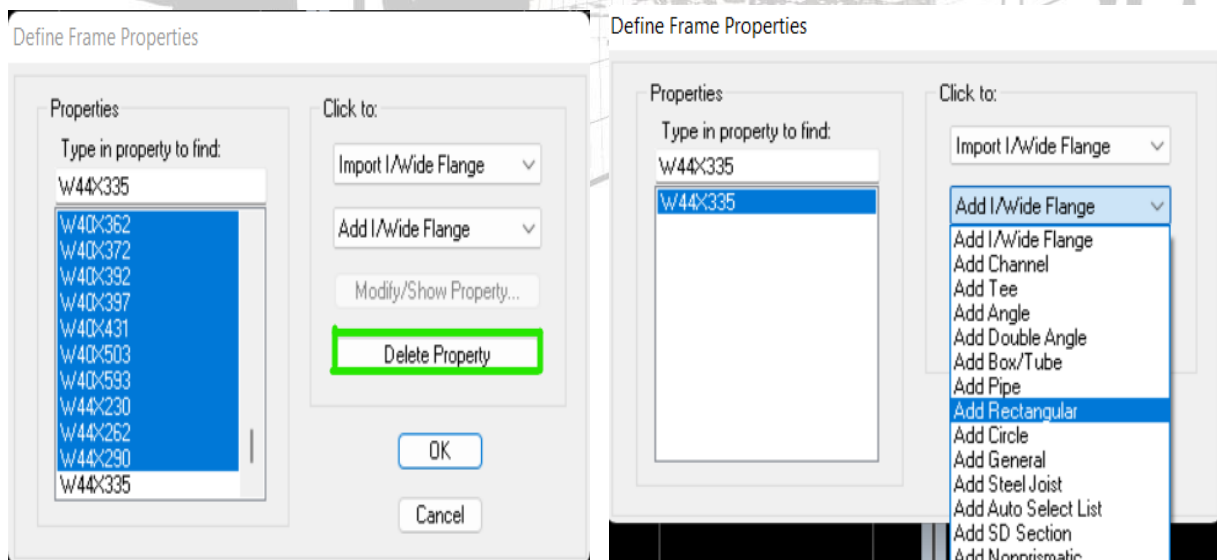 Define Frame Properties
Properties
Type in property to find:
W44X335
W40X362
W40X372
W40X392
W40X397
W40X431
W40X503
W40X593
W44X230
W44X262
W44X290
W44X335
Click to:
Import I/Wide Flange
Add I/Wide Flange
Modify/Show Property...
Delete Property
OK
Cancel
Define Frame Properties
Properties
Type in property to find:
W44X335
W44X335
Click to:
Import I/Wide Flange
Add I/Wide Flange
Add I/Wide Flange
Add Channel
Add Tee
Add Angle
Add Double Angle
Add Box/Tube
Add Pipe
Add Rectangular
Add Circle
Add General
Add Steel Joist
Add Auto Select List
Add SD Section
Add Nonprismatic